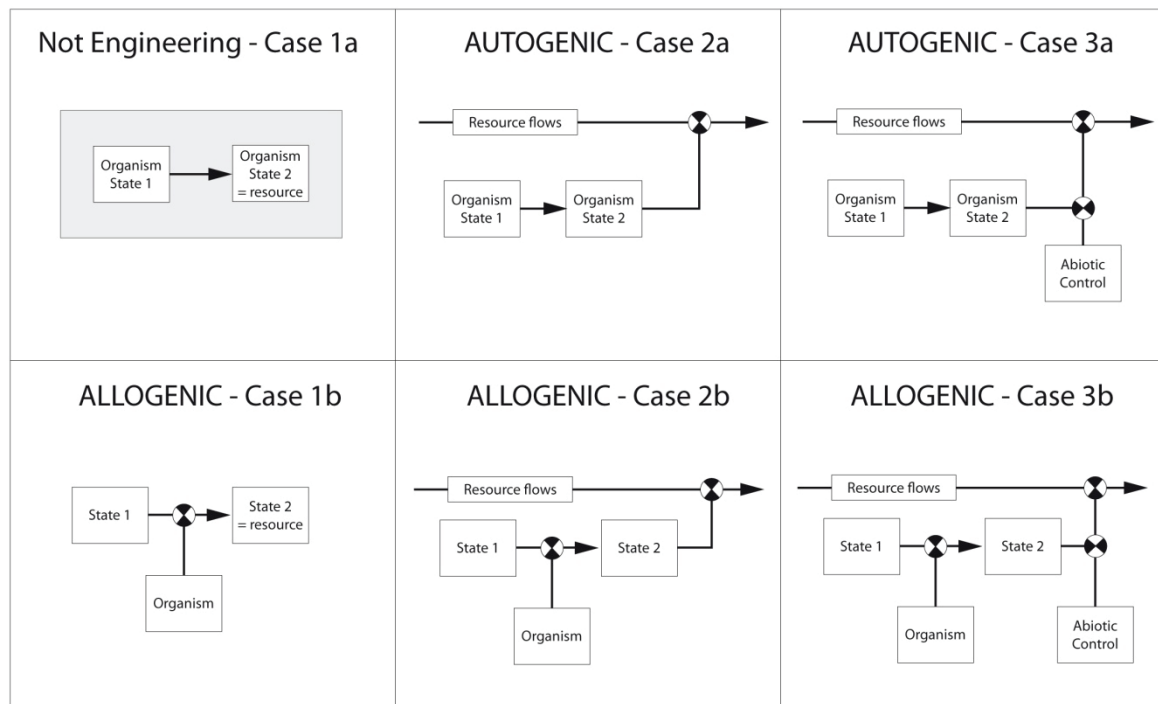 Not Engineering - Case 1a
Organism
State 1
Organism
State 2
= resource
AUTOGENIC - Case 2a
Resource flows
Organism
State 1
Organism
State 2
AUTOGENIC - Case 3a
Resource flows
Organism
State 1
Organism
State 2
Abiotic
Control
ALLOGENIC - Case 1b
State 1
State 2
= resource
Organism
ALLOGENIC - Case 2b
Resource flows
State 1
State 2
Organism
ALLOGENIC - Case 3b
Resource flows
State 1
State 2
Organism
Abiotic
Control